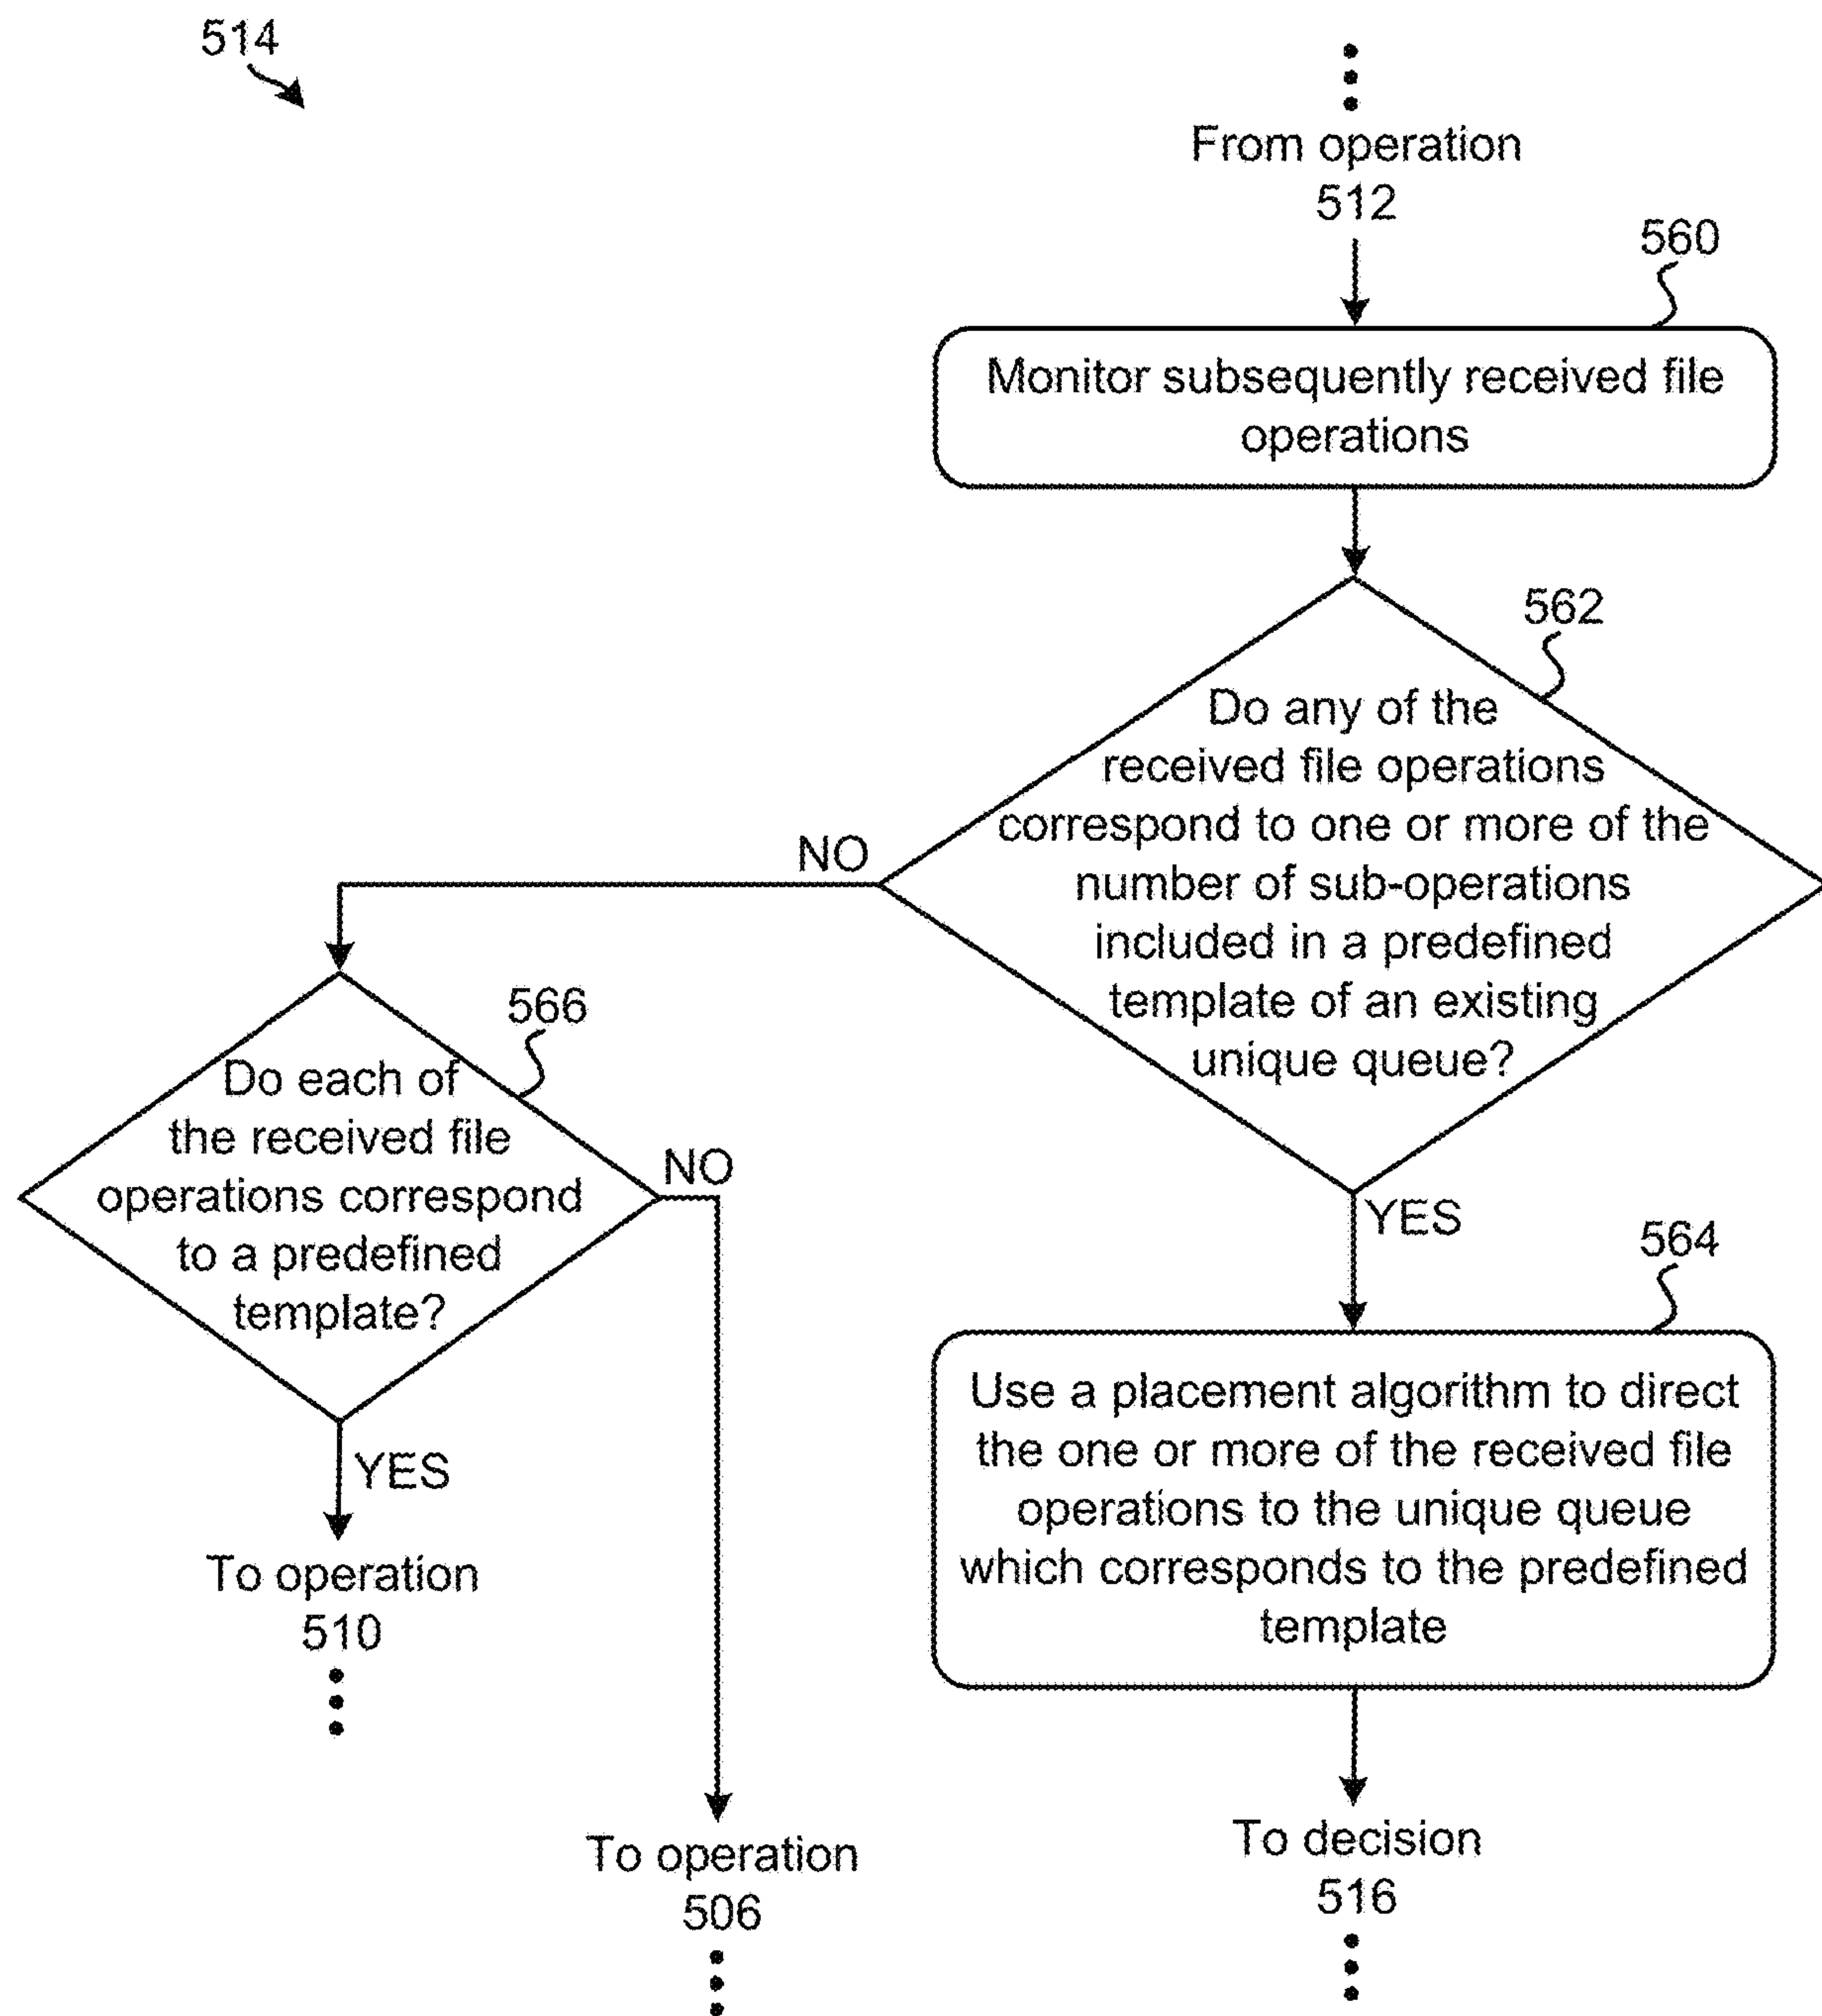 514
From operation
512
560
Monitor subsequently received file
operations
562
Do any of the
received file operations
correspond to one or more of the
number of sub-operations
included in a predefined
template of an existing
unique queue?
NO
566
Do each of
the received file
operations correspond
to a predefined
template?
NO
YES
YES
564
Use a placement algorithm to direct
the one or more of the received file
operations to the unique queue
which corresponds to the predefined
template
To operation
510
To operation
506
To decision
516